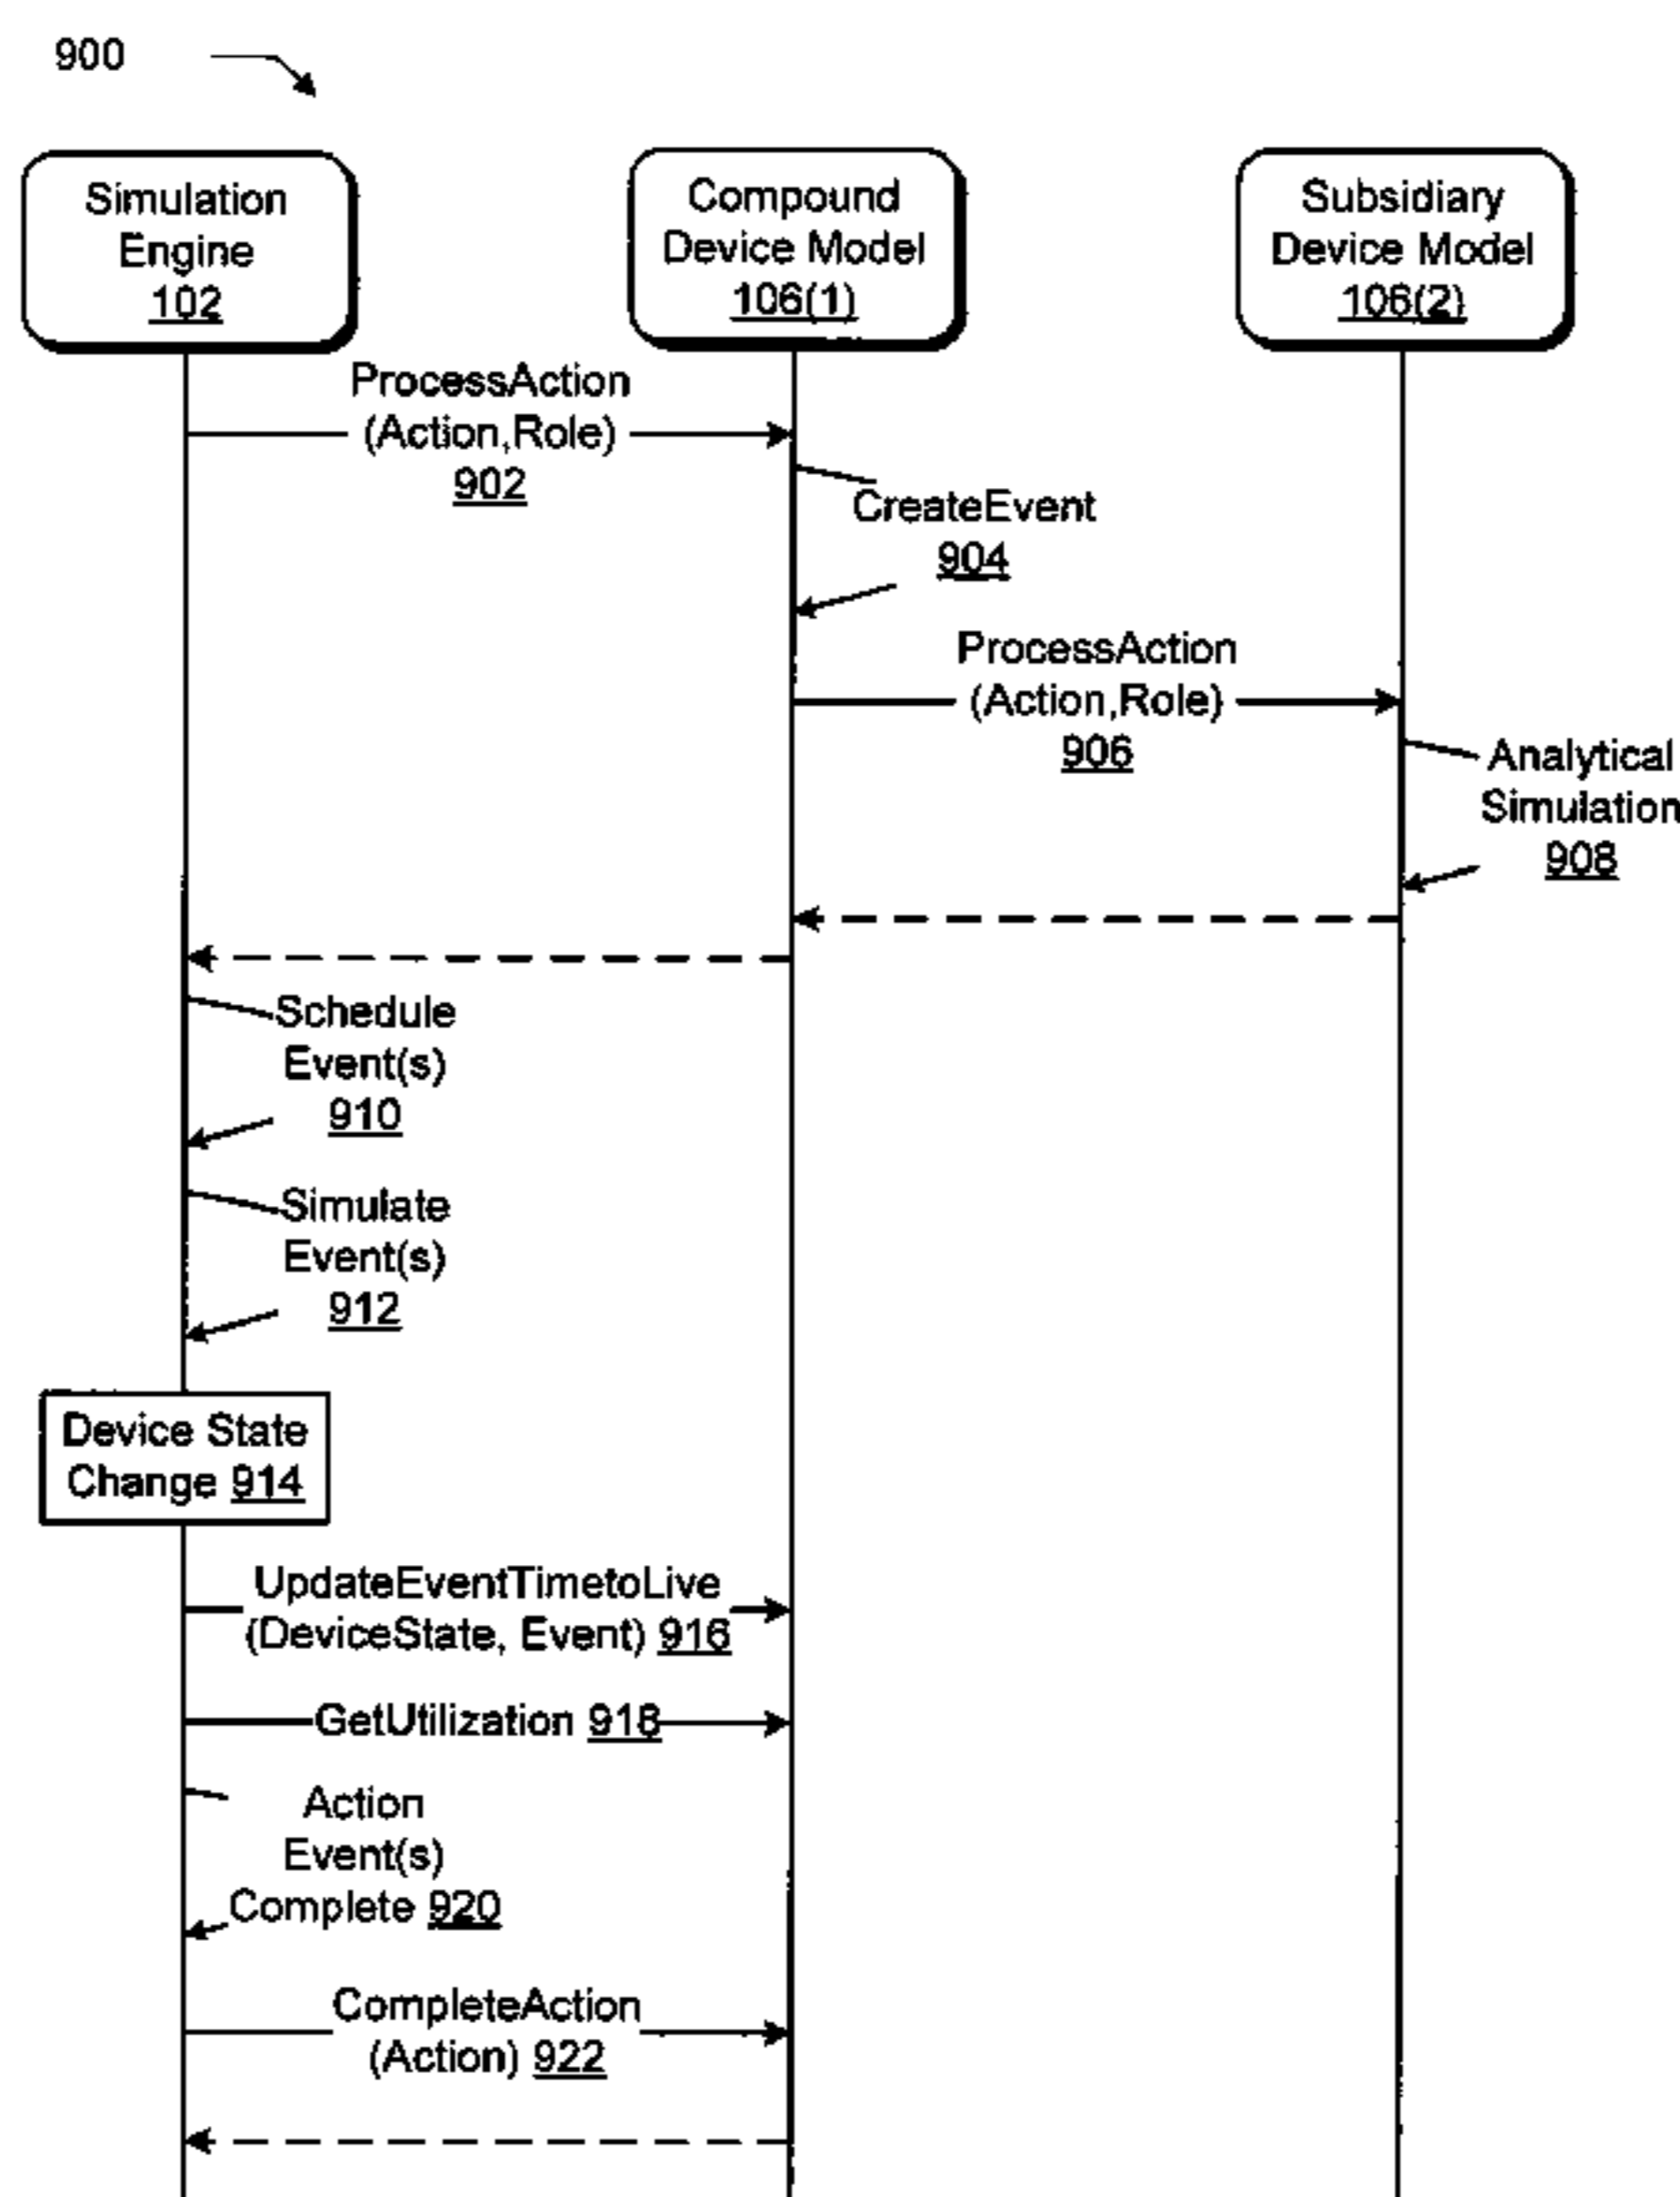 900
Simulation
Engine
102
Compound
Device Model
106(1)
Subsidiary
Device Model
106(2)
ProcessAction
(Action,Role)
902
CreateEvent
904
ProcessAction
(Action,Role)
906
Analytical
Simulation
908
Schedule
Event(s)
910
Simulate
Event(s)
912
Device State
Change 914
UpdateEventTimetoLive
(DeviceState, Event) 916
GetUtilization 918
Action
Event(s)
Complete 920
CompleteAction
(Action) 922